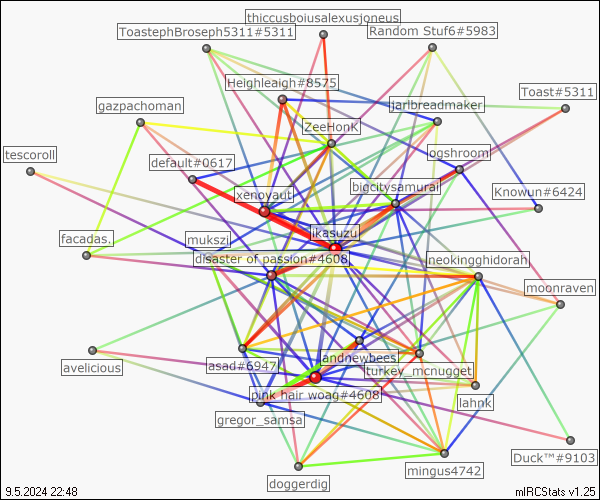 thiccusboiusalexusjoneus
ToastephBroseph5311#5311
Random Stuf6#5983
Heighleaigh#8575
Toast#5311
gazpachoman
jarlbreadmaker
ZeeHonK
tescoroll
default#0617
ogshroom
xenoyaut
bigcitysamurai
Knowun#6424
ikasuzu
facadas.
mukszil
disaster of passion#4608
neokingghidorah
moonraven
avelicious
asad#6947
andnewbees
turkey_mcnugget
pink hair woag#4608
lahnk
gregor_samsa
Duck™#9103
doggerdig
mingus4742
9.5.2024 22:48
mIRCStats v1.25